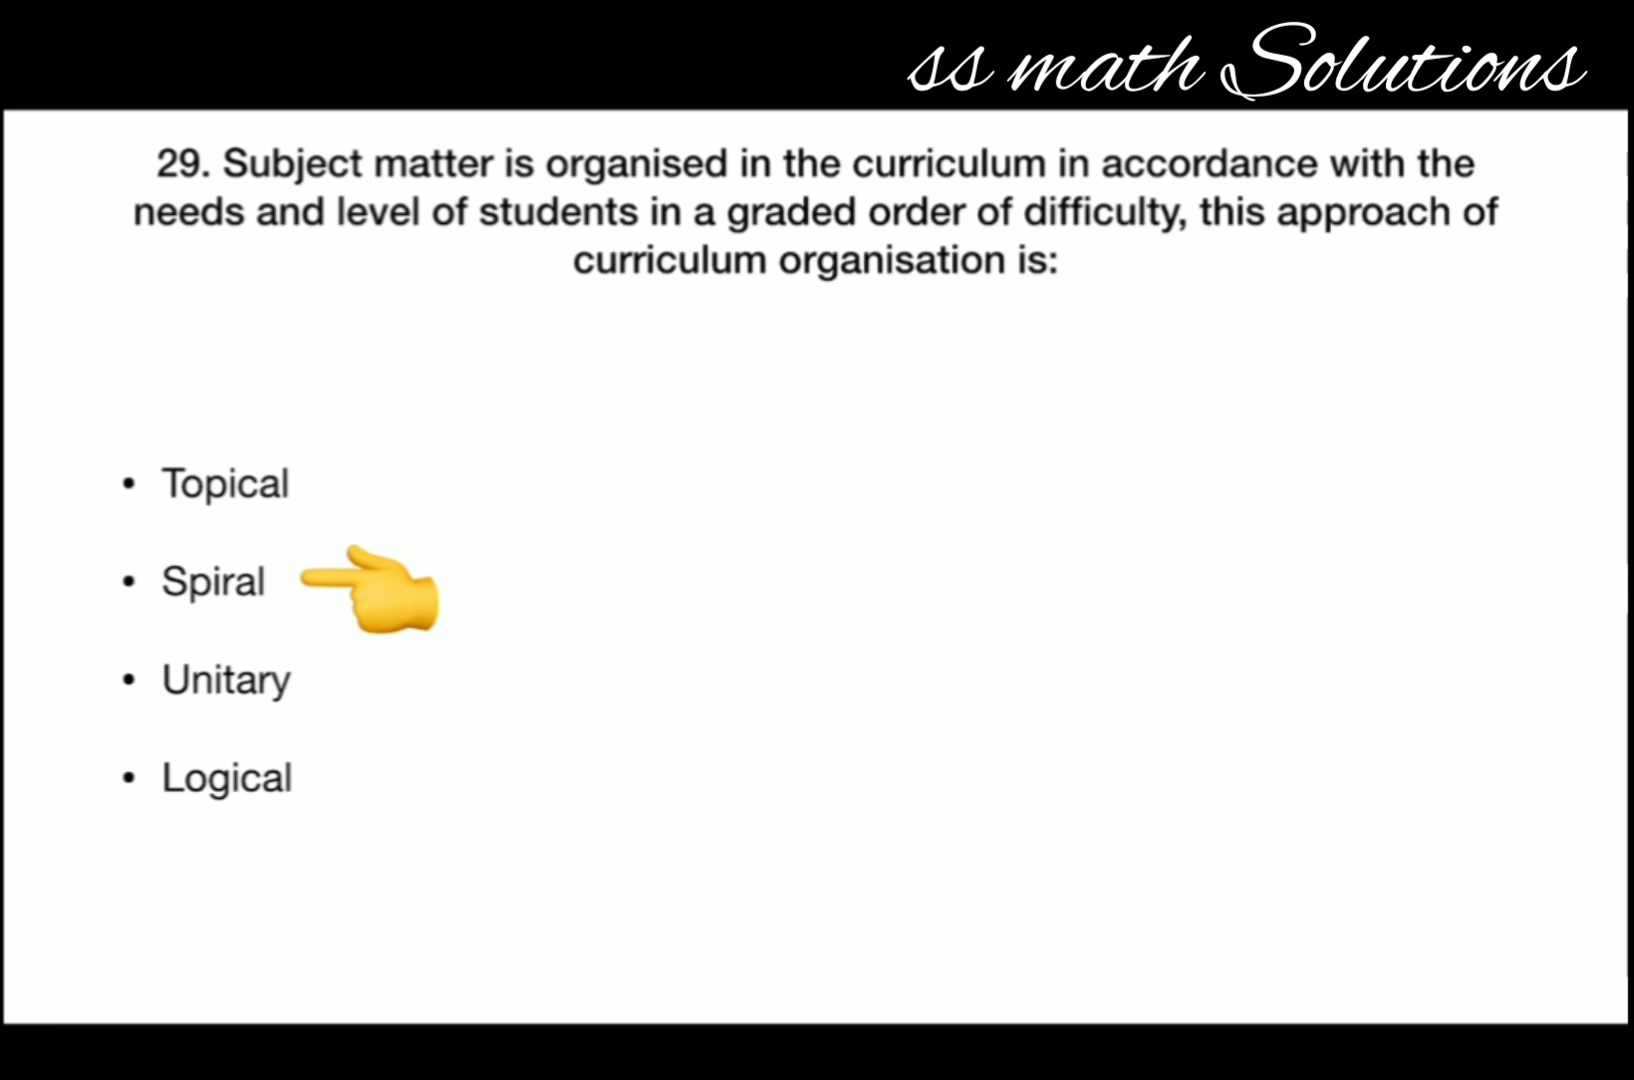 ss math Solutions
29. Subject matter is organised in the curriculum in accordance with the
needs and level of students in a graded order of difficulty, this approach of
curriculum organisation is:
• Topical
• Spiral
• Unitary
• Logical